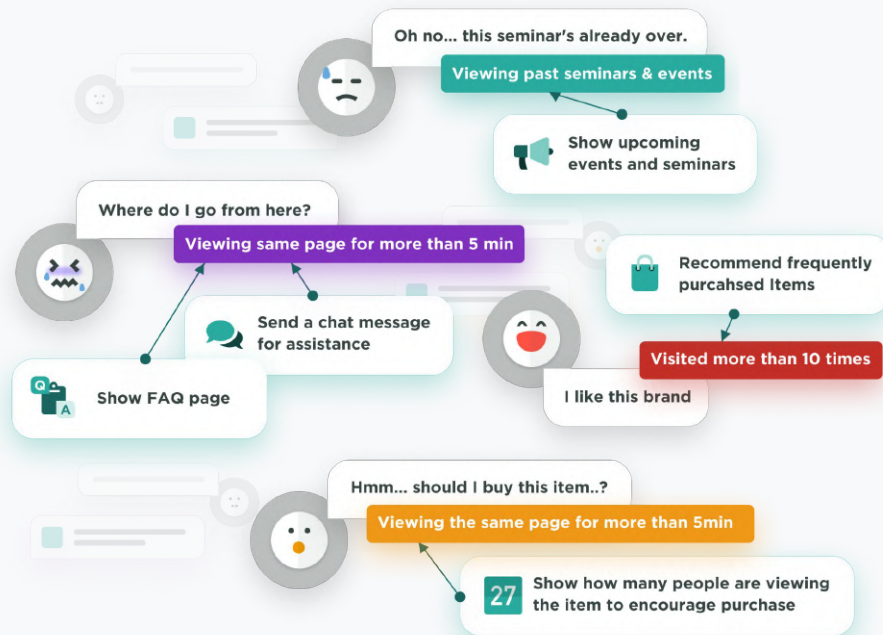 Oh no... this seminar's already over.
Viewing past seminars & events
Show upcoming
events and seminars
Where do I go from here?
Viewing same page for more than 5 min
Send a chat message
for assistance
Q
A
Show FAQ page
Recommend frequently
purcahsed Items
Visited more than 10 times
I like this brand
Hmm... should I buy this item..?
Viewing the same page for more than 5min
27
Show how many people are viewing
the item to encourage purchase